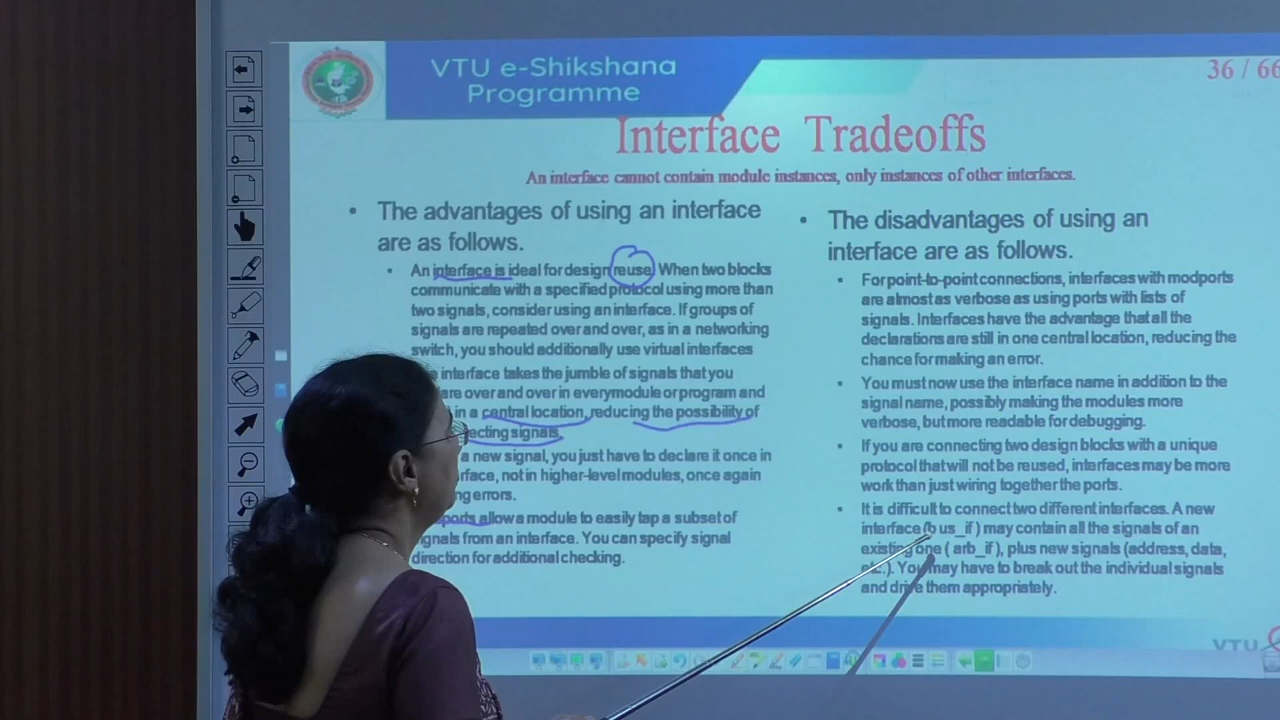 VTU e-Shikshana
Programme
36 / 66
Interface Tradeoffs
An interface cannot contain module instances, only instances of other interfaces.
• The advantages of using an interface
are as follows.
• An interface is ideal for design reuse. When two blocks
communicate with a specified protocol using more than
two signals, consider using an interface. If groups of
signals are repeated over and over, as in a networking
switch, you should additionally use virtual interfaces
interface takes the jumble of signals that you
over and over in everymodule or program and
in a central location, reducing the possibility of
signals.
a new signal, you just have to declare it once in
not in higher-level modules, once again
errors.
allow a module to easily tap a subset of
from an interface. You can specify signal
direction for additional checking.
• The disadvantages of using an
interface are as follows.
• For point-to-point connections, interfaces with modports
are almost as verbose as using ports with lists of
signals. Interfaces have the advantage that all the
declarations are still in one central location, reducing the
chance for making an error.
• You must now use the interface name in addition to the
signal name, possibly making the modules more
verbose, but more readable for debugging.
• If you are connecting two design blocks with a unique
protocol that will not be reused, interfaces may be more
work than just wiring together the ports.
• It is difficult to connect two different interfaces. A new
interface (b us_if ) may contain all the signals of an
existing one ( arb_if ), plus new signals (address, data,
etc.). You may have to break out the individual signals
and drive them appropriately.
VTU